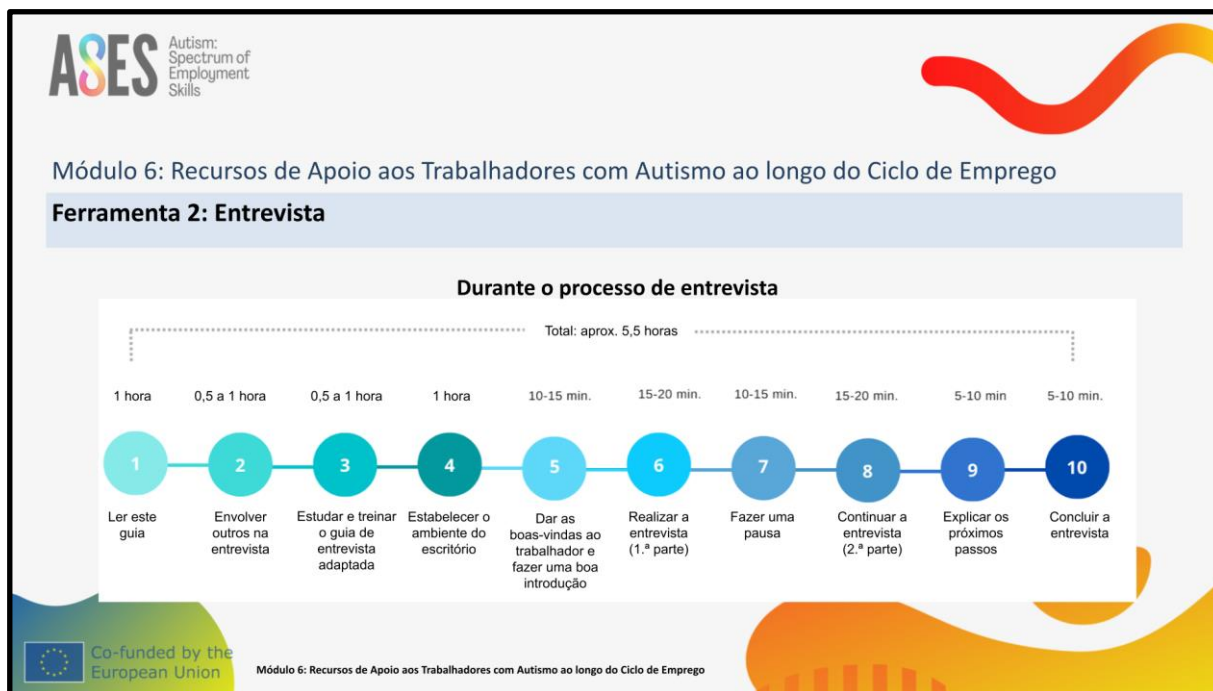 ASES
Autism:
Spectrum of
Employment
Skills
Módulo 6: Recursos de Apoio aos Trabalhadores com Autismo ao longo do Ciclo de Emprego
Ferramenta 2: Entrevista
Durante o processo de entrevista
Total: aprox. 5,5 horas
1 hora
0,5 a 1 hora
0,5 a 1 hora
1 hora
10-15 min.
15-20 min.
10-15 min.
15-20 min.
5-10 min
5-10 min.
1
2
3
4
5
6
7
8
9
10
Ler este
guia
Envolver
outros na
entrevista
Estudar e treinar
o guia de
entrevista
adaptada
Estabelecer o
ambiente do
escritório
Dar as
boas-vindas ao
trabalhador e
fazer uma boa
introdução
Realizar a
entrevista
(1.ª parte)
Fazer uma
pausa
Continuar a
entrevista
(2.ª parte)
Explicar os
próximos
passos
Concluir a
entrevista
Co-funded by the
European Union
Módulo 6: Recursos de Apoio aos Trabalhadores com Autismo ao longo do Ciclo de Emprego